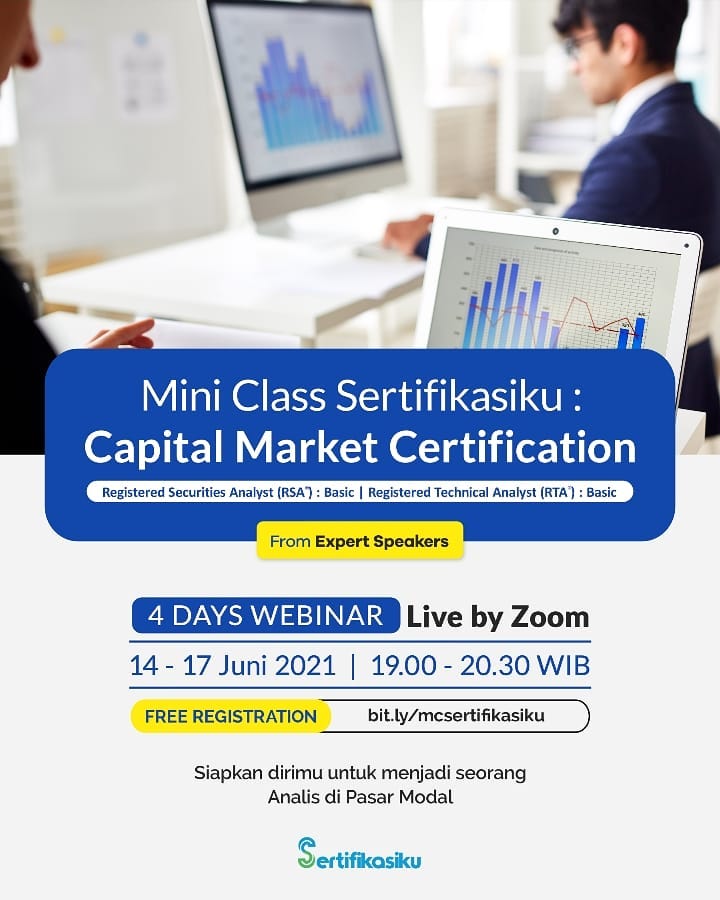 Mini Class Sertifikasiku :
Capital Market Certification
Registered Securities Analyst (RSA®) : Basic | Registered Technical Analyst (RTA®) : Basic
From Expert Speakers
4 DAYS WEBINAR Live by Zoom
14 - 17 Juni 2021 | 19.00 - 20.30 WIB
FREE REGISTRATION bit.ly/mcsertifikasiku
Siapkan dirimu untuk menjadi seorang
Analis di Pasar Modal
Sertifikasiku